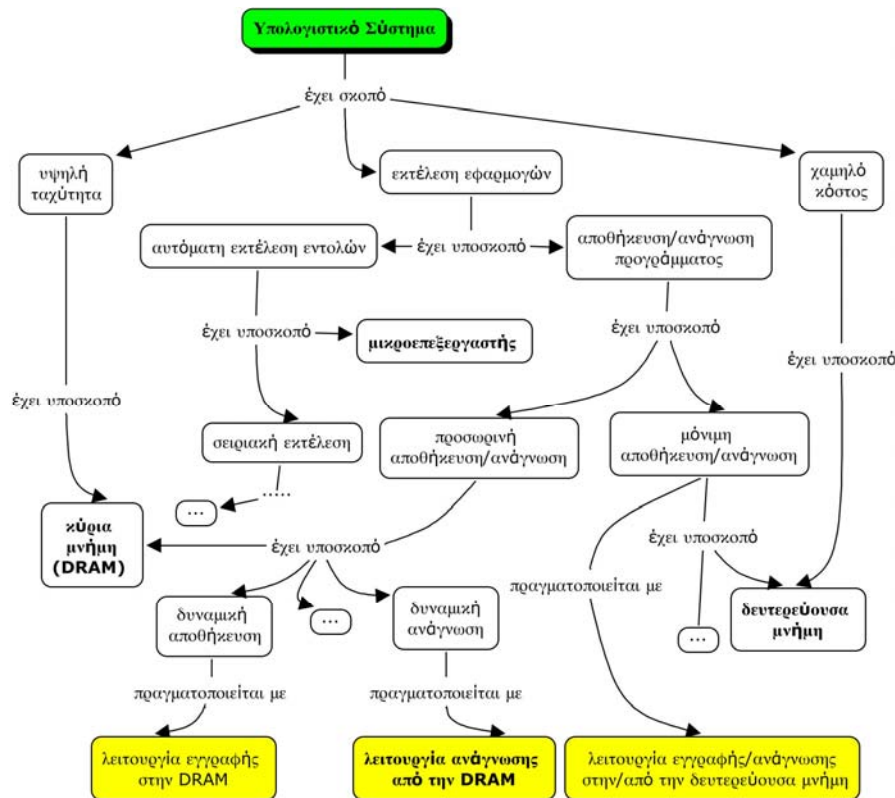 Υπολογιστικό Σύστημα
έχει σκοπό
υψηλή
ταχύτητα
εκτέλεση εφαρμογών
χαμηλό
κόστος
αυτόματη εκτέλεση εντολών
έχει υποσκοπό
αποθήκευση/ανάγνωση
προγράμματος
έχει υποσκοπό
μικροεπεξεργαστής
έχει υποσκοπό
έχει υποσκοπό
έχει υποσκοπό
σειριακή εκτέλεση
προσωρινή
αποθήκευση/ανάγνωση
μόνιμη
αποθήκευση/ανάγνωση
.....
...
κύρια
μνήμη
(DRAM)
έχει υποσκοπό
έχει υποσκοπό
πραγματοποιείται με
δυναμική
αποθήκευση
...
δυναμική
ανάγνωση
...
δευτερεύουσα
μνήμη
πραγματοποιείται με
πραγματοποιείται με
λειτουργία εγγραφής
στην DRAM
λειτουργία ανάγνωσης
από την DRAM
λειτουργία εγγραφής/ανάγνωσης
στην/από την δευτερεύουσα μνήμη